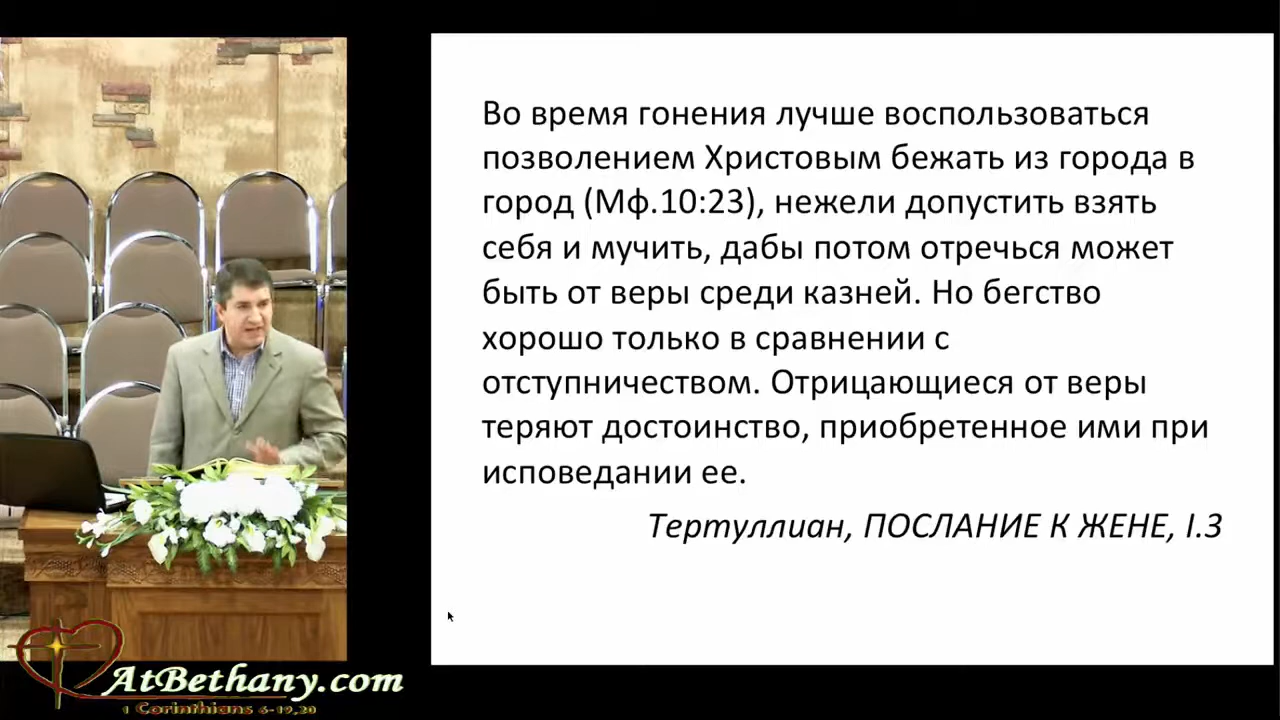 Во время гонения лучше воспользоваться
позволением Христовым бежать из города в
город (Мф.10:23), нежели допустить взять
себя и мучить, дабы потом отречься может
быть от веры среди казней. Но бегство
хорошо только в сравнении с
отступничеством. Отрицающиеся от веры
теряют достоинство, приобретенное ими при
исповедании ее.
Тертуллиан, ПОСЛАНИЕ К ЖЕНЕ, I.3
AtBethany.com
1 Corinthians 6-19,20